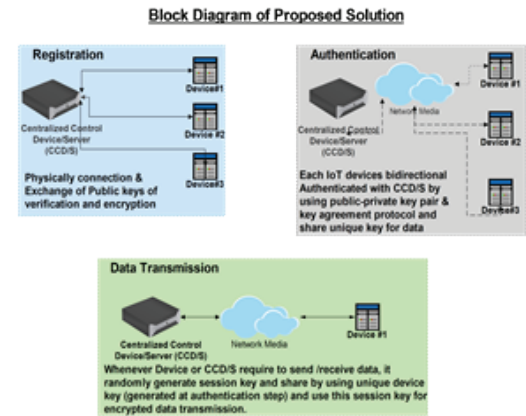 Block Diagram of Proposed Solution
Registration
Device#1
Device #2
Device#3
Centralized Control
Device/Server
(CCD/S)
Physically connection &
Exchange of Public keys of
verification and encryption
Authentication
Device #1
Network Media
Device #2
Centralized Control
Device/Server
(CCD/S)
Device#3
Each IoT devices bidirectional
Authenticated with CCD/S by
using public-private key pair &
key agreement protocol and
share unique key for data
Data Transmission
Centralized Control
Device/Server (CCD/S)
Network Media
Device #1
Whenever Device or CCD/S require to send /receive data, it
randomly generate session key and share by using unique device
key (generated at authentication step) and use this session key for
encrypted data transmission.